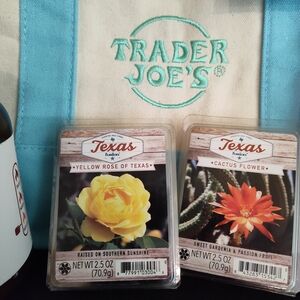 TRADER
JOE'S®
Texas
YELLOW ROSE OF TEXAS
RAISED ON SOUTHERN SUNSHINE
NET WT 2.5 OZ
(70.9g)
Texas
CACTUS FLOWER
SWEET GARDENIA & PASSION FRUIT
NET WT 2.5 OZ
(70.9g)